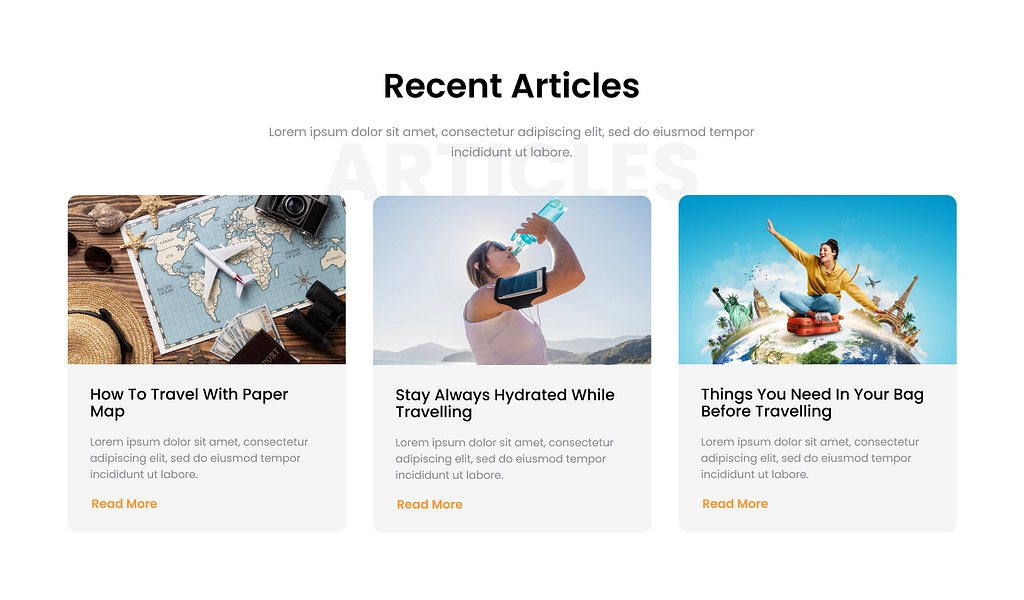 Recent Articles
Lorem ipsum dolor sit amet, consectetur adipiscing elit, sed do eiusmod tempor
incididunt ut labore.
ARTICLES
How To Travel With Paper
Map
Lorem ipsum dolor sit amet, consectetur
adipiscing elit, sed do eiusmod tempor
incididunt ut labore.
Read More
Stay Always Hydrated While
Travelling
Lorem ipsum dolor sit amet, consectetur
adipiscing elit, sed do eiusmod tempor
incididunt ut labore.
Read More
Things You Need In Your Bag
Before Travelling
Lorem ipsum dolor sit amet, consectetur
adipiscing elit, sed do eiusmod tempor
incididunt ut labore.
Read More